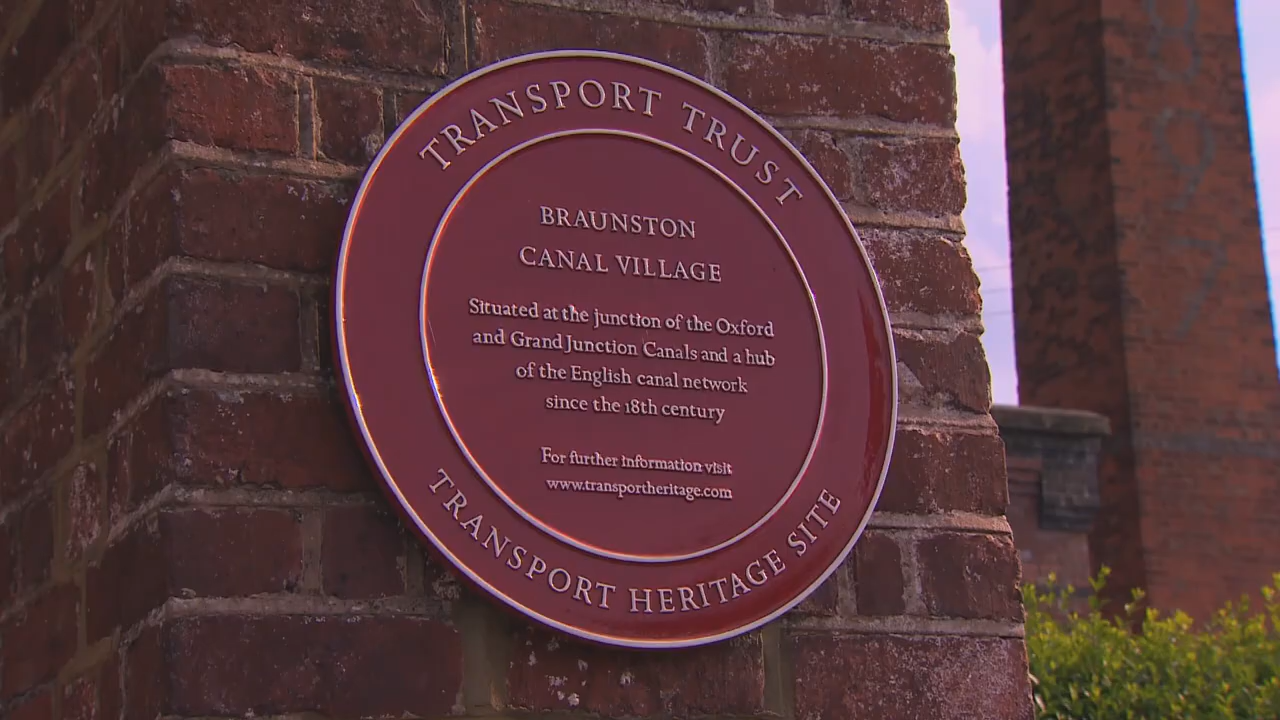 TRANSPORT TRUST
BRAUNSTON
CANAL VILLAGE
Situated at the junction of the Oxford
and Grand Junction Canals and a hub
of the English canal network
since the 18th century
For further information visit
www.transportheritage.com
TRANSPORT HERITAGE SITE